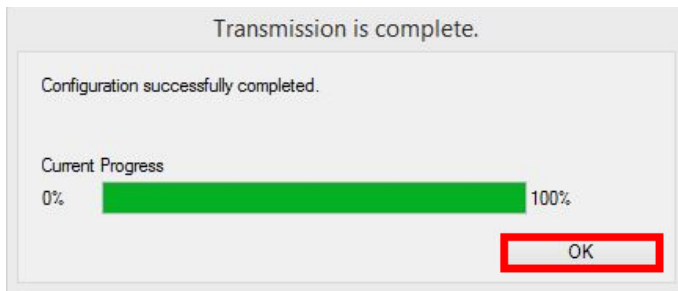 Transmission is complete.
Configuration successfully completed.
Current Progress
0% 100%
OK